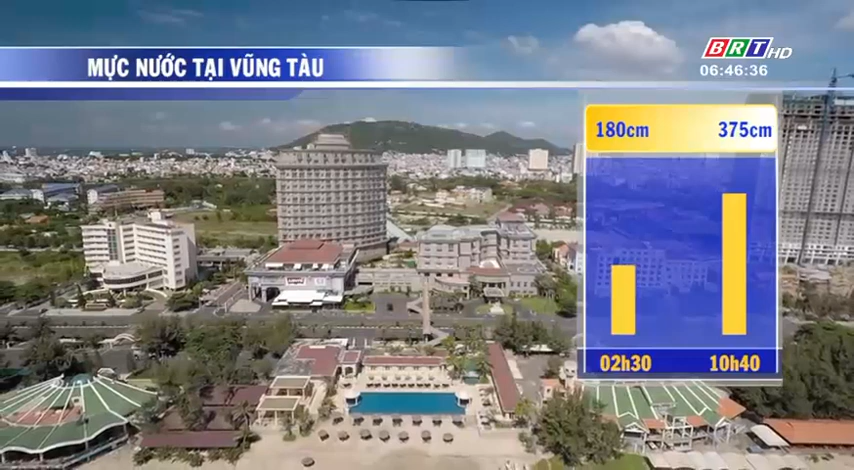 MỰC NƯỚC TẠI VŨNG TÀU
BRT HD
06:46:36
180cm 375cm
02h30 10h40